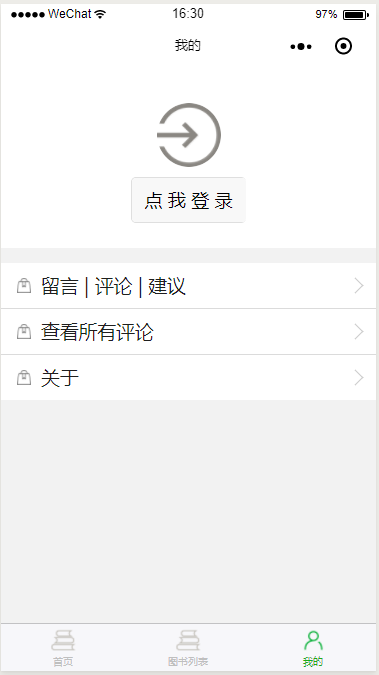 WeChat 16:30 97%
我的
点我登录
留言 | 评论 | 建议
查看所有评论
关于
首页 图书列表 我的